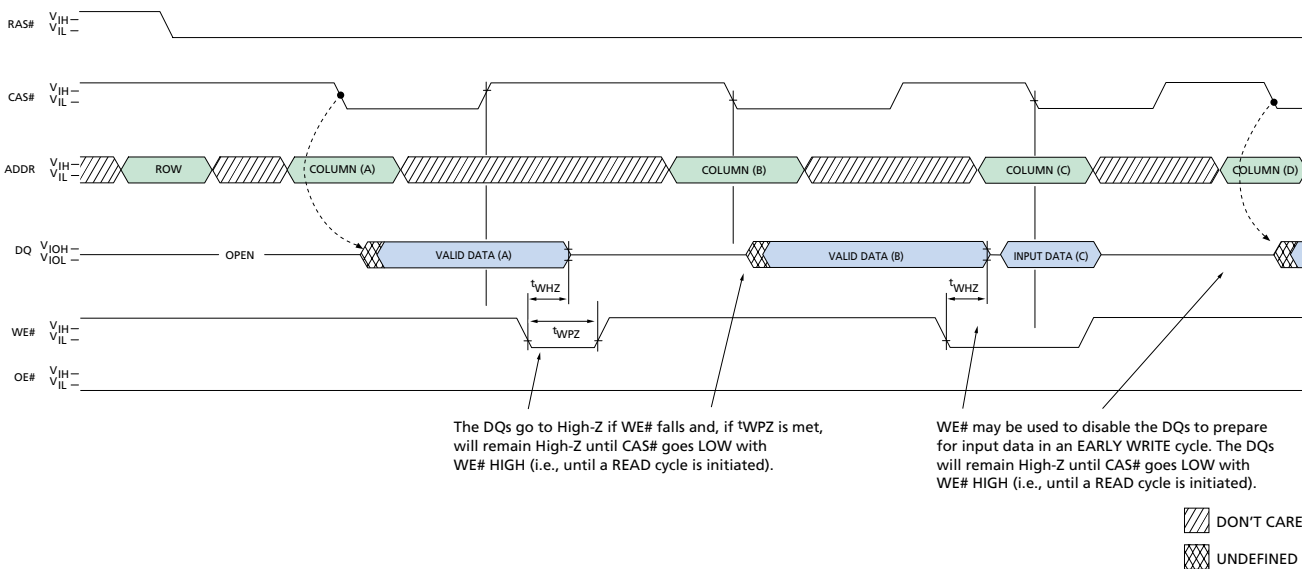 RAS# VIH VIL
CAS# VIH VIL
ADDR VIH VIL ROW COLUMN (A) COLUMN (B) COLUMN (C) COLUMN (D)
DQ VIOH VIOL OPEN VALID DATA (A) VALID DATA (B) INPUT DATA (C)
tWHZ tWHZ
tWPZ
WE# VIH VIL
OE# VIH VIL
The DQs go to High-Z if WE# falls and, if tWPZ is met,
will remain High-Z until CAS# goes LOW with
WE# HIGH (i.e., until a READ cycle is initiated).
WE# may be used to disable the DQs to prepare
for input data in an EARLY WRITE cycle. The DQs
will remain High-Z until CAS# goes LOW with
WE# HIGH (i.e., until a READ cycle is initiated).
DON'T CARE
UNDEFINED